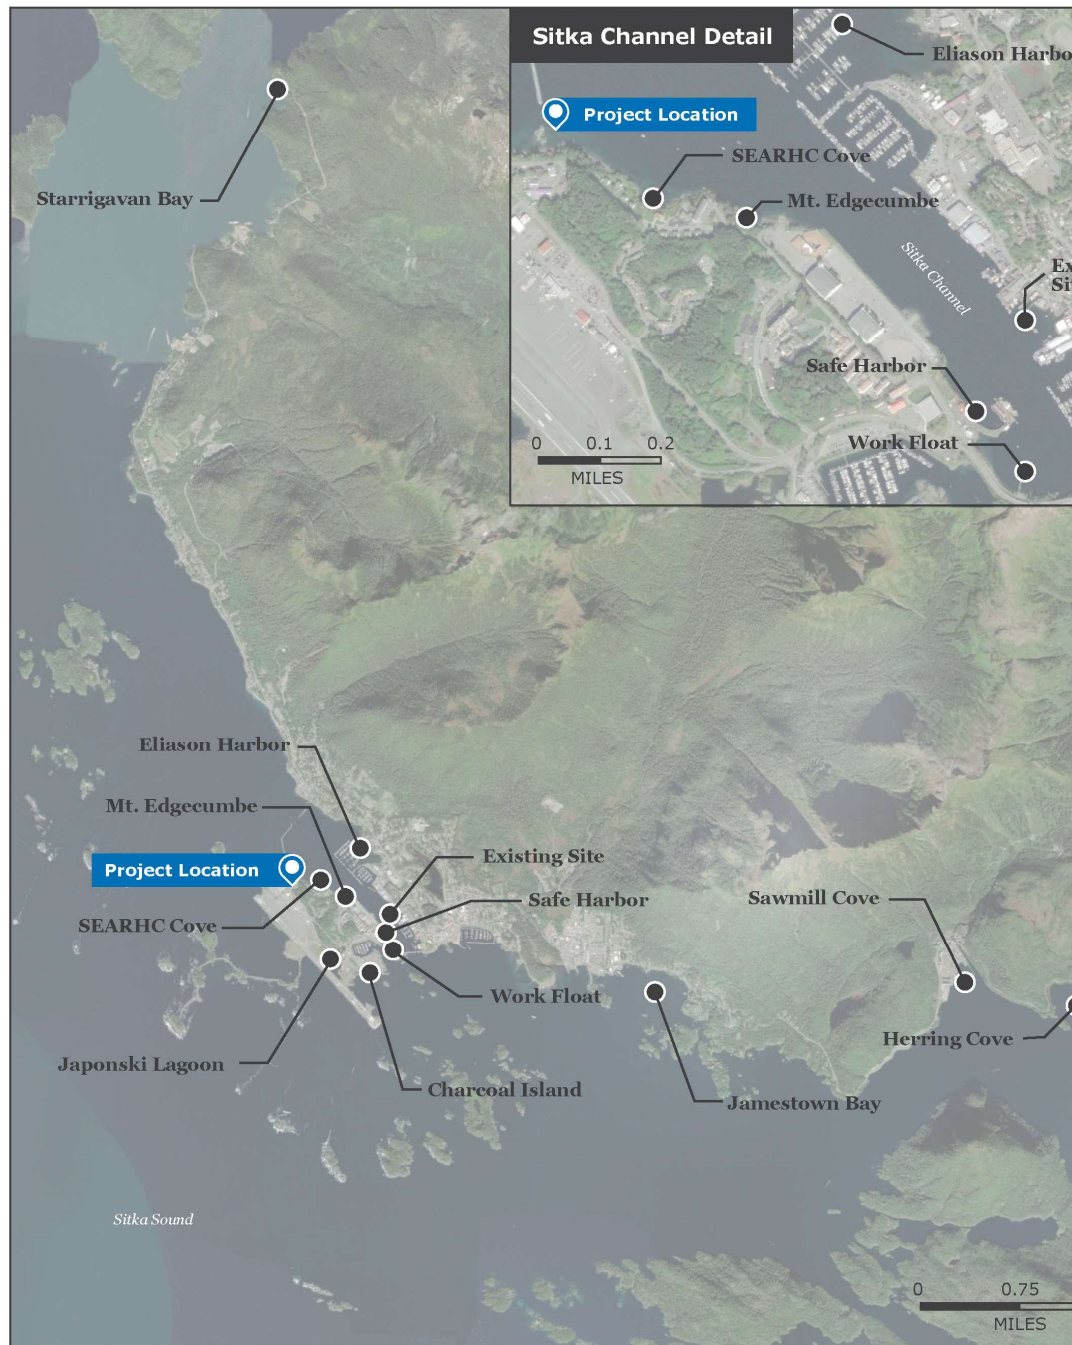 Sitka Channel Detail
Eliason Harbo
Project Location
SEARHC Cove
Mt. Edgecumbe
Sitka Channel
Ex
Sit
Safe Harbor
Work Float
0 0.1 0.2
MILES
Starrigavan Bay
Eliason Harbor
Mt. Edgecumbe
Project Location
Existing Site
SEARHC Cove
Safe Harbor
Sawmill Cove
Work Float
Herring Cove
Japonski Lagoon
Charcoal Island
Jamestown Bay
Sitka Sound
0 0.75
MILES